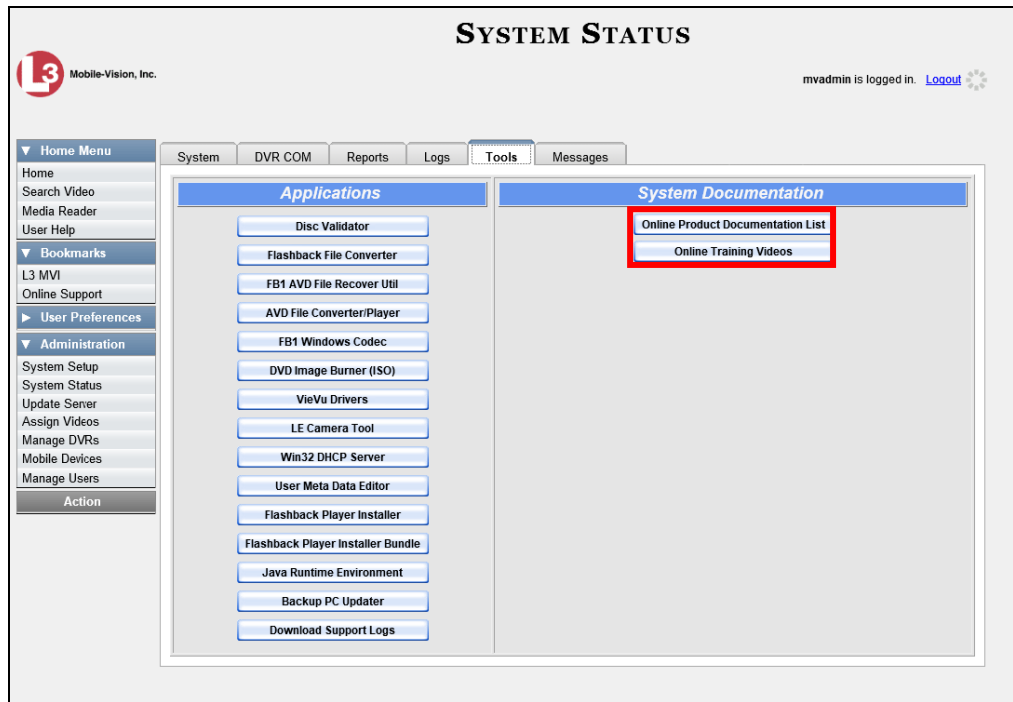 SYSTEM STATUS
L3 Mobile-Vision, Inc.
mvadmin is logged in. Logout
▼ Home Menu
Home
Search Video
Media Reader
User Help
▼ Bookmarks
L3 MVI
Online Support
► User Preferences
▼ Administration
System Setup
System Status
Update Server
Assign Videos
Manage DVRs
Mobile Devices
Manage Users
Action
System DVR COM Reports Logs Tools Messages
Applications
Disc Validator
Flashback File Converter
FB1 AVD File Recover Util
AVD File Converter/Player
FB1 Windows Codec
DVD Image Burner (ISO)
VieVu Drivers
LE Camera Tool
Win32 DHCP Server
User Meta Data Editor
Flashback Player Installer
Flashback Player Installer Bundle
Java Runtime Environment
Backup PC Updater
Download Support Logs
System Documentation
Online Product Documentation List
Online Training Videos